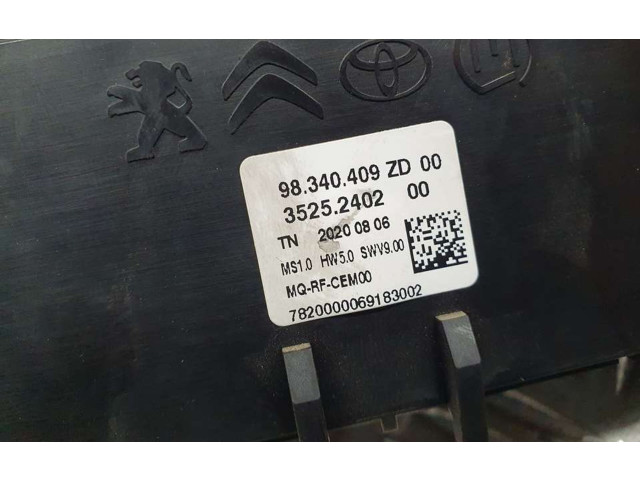 98.340.409 ZD 00
3525.2402 00
TN 2020 08 06
MS1.0 HW5.0 SWV9.00
MQ-RF-CEM00
7820000069183002